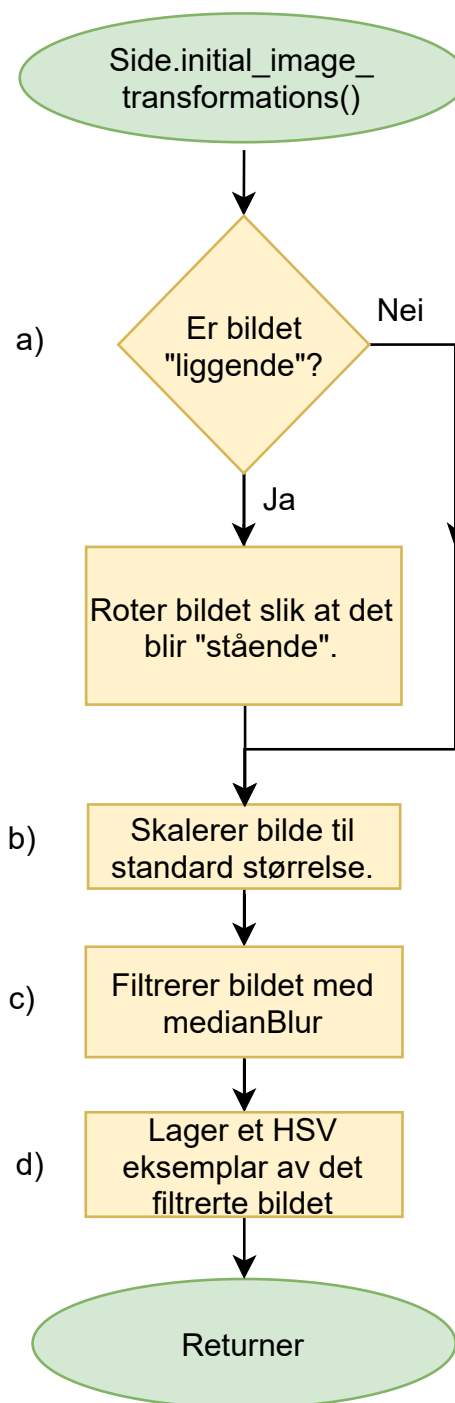 Side.initial_image_
transformations()
Nei
a)
Er bildet
"liggende"?
Ja
Roter bildet slik at det
blir "stående".
b)
Skalerer bilde til
standard størrelse.
c)
Filtrerer bildet med
medianBlur
d)
Lager et HSV
eksemplar av det
filtrerte bildet
Returner